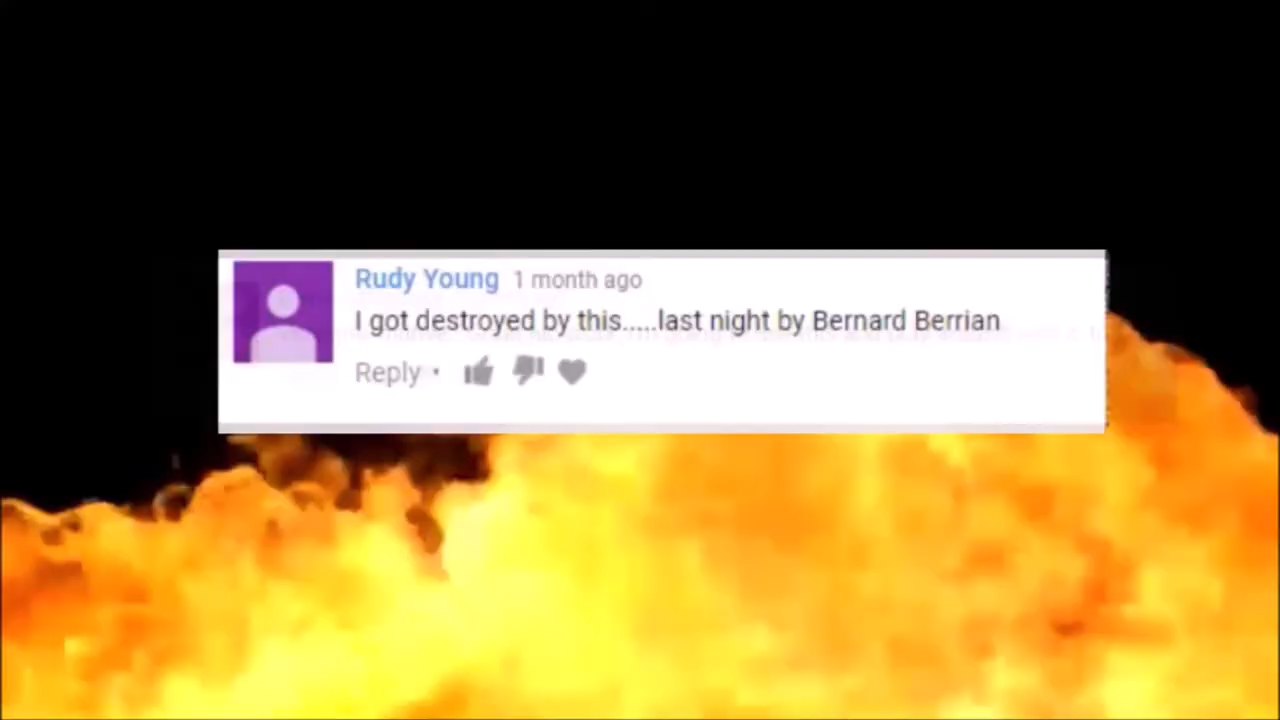 Rudy Young 1 month ago
I got destroyed by this.....last night by Bernard Berrian
Reply •